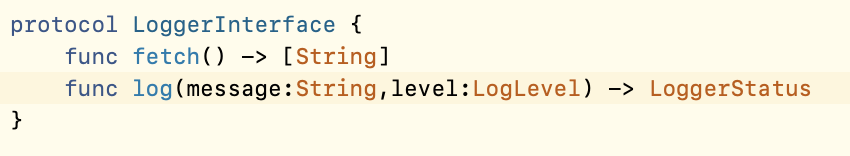 protocol LoggerInterface {
    func fetch() -> [String]
    func log(message:String,level:LogLevel) -> LoggerStatus
}